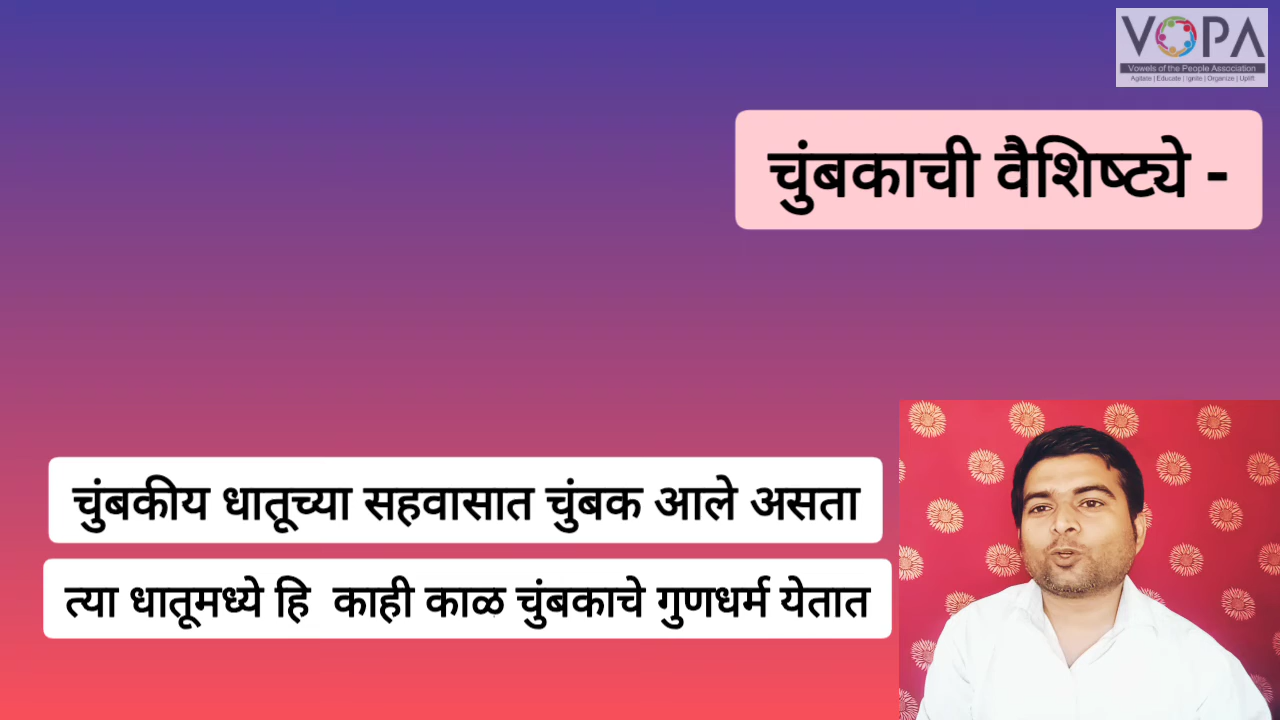 VOPA
Vowels of the People Association
Agitate | Educate | Ignite | Organize | Uplift
चुंबकाची वैशिष्ट्ये -
चुंबकीय धातूच्या सहवासात चुंबक आले असता
त्या धातूमध्ये हि काही काळ चुंबकाचे गुणधर्म येतात